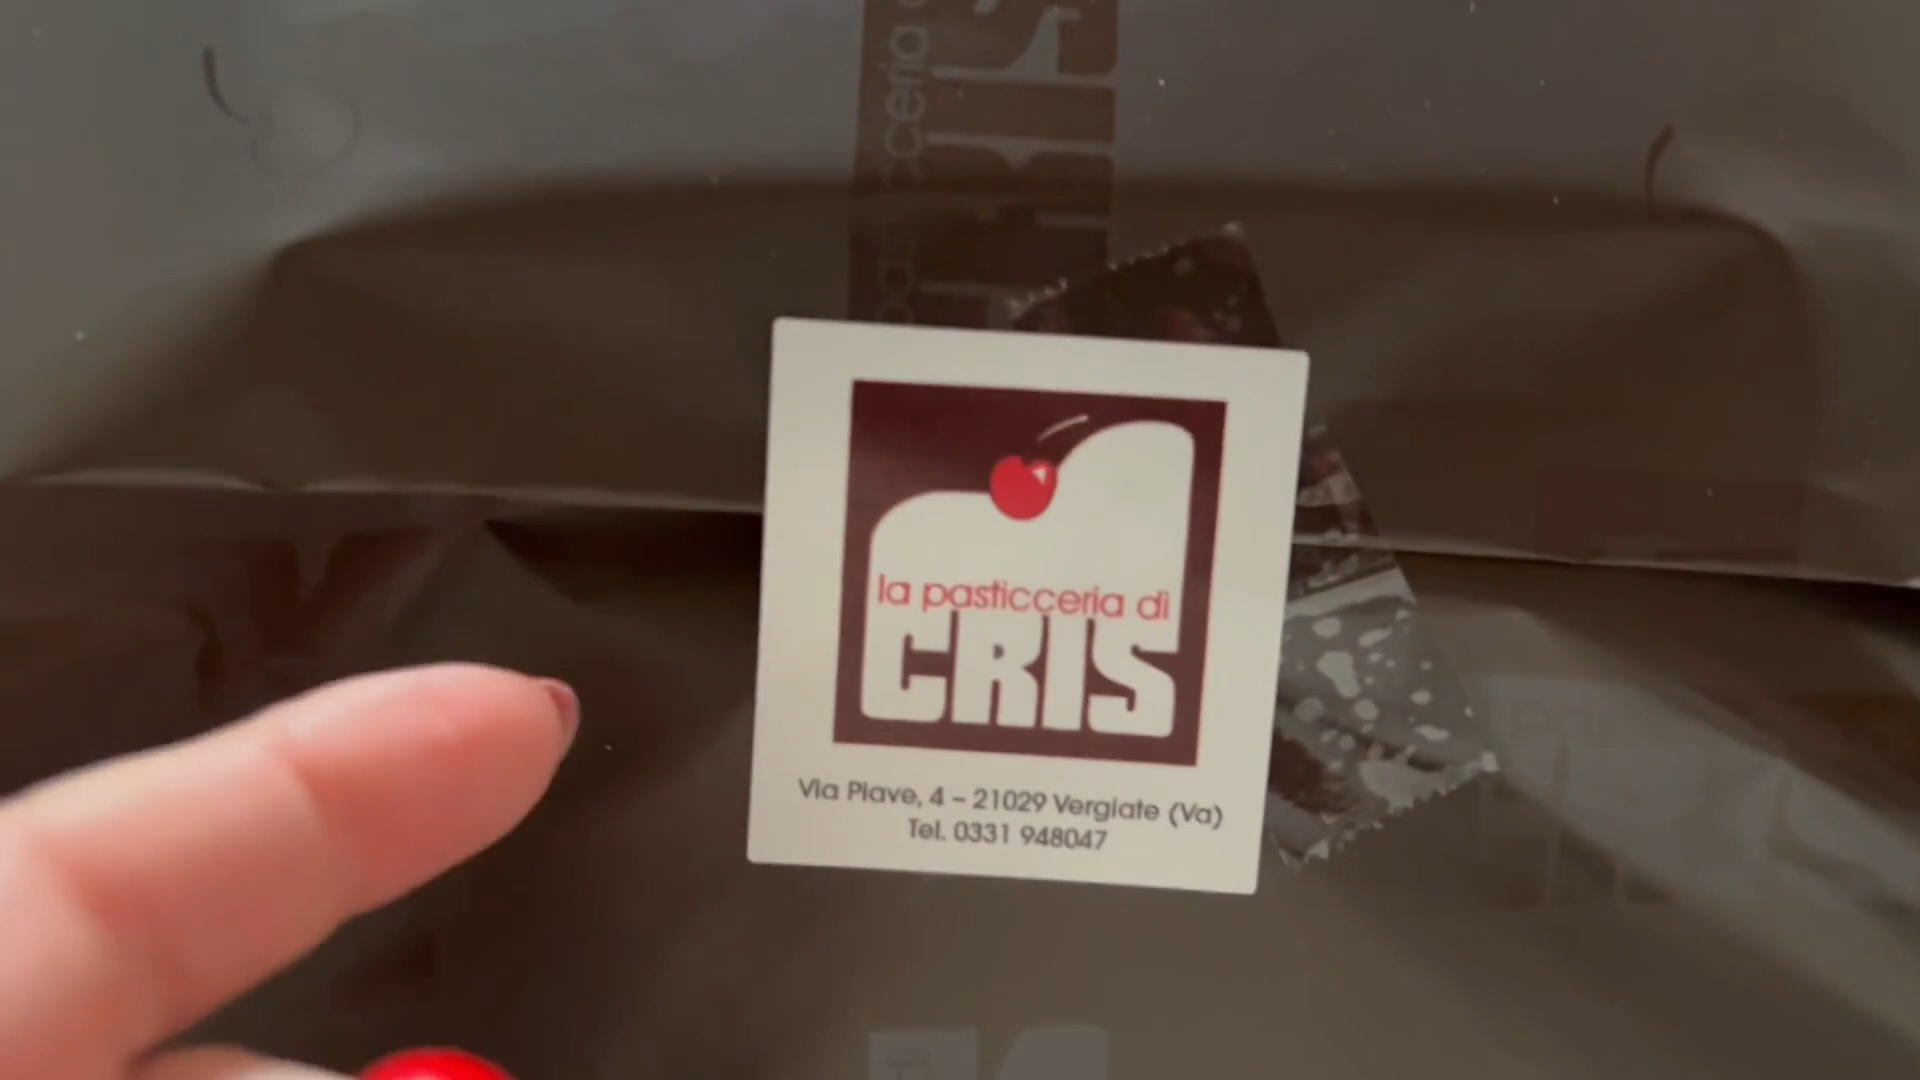 la pasticceria di
CRIS
Via Piave, 4 – 21029 Vergiate (Va)
Tel. 0331 948047